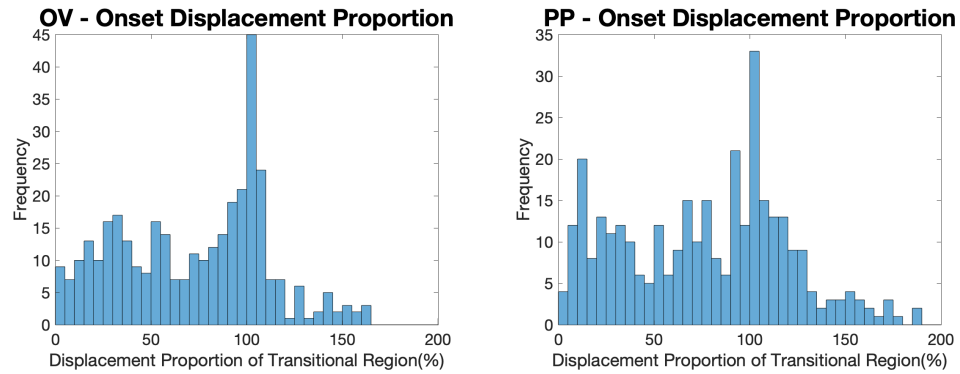 OV - Onset Displacement Proportion
45
40
35
30
25
20
15
10
5
0
Frequency
0 50 100 150 200
Displacement Proportion of Transitional Region(%)
PP - Onset Displacement Proportion
35
30
25
20
15
10
5
0
Frequency
0 50 100 150 200
Displacement Proportion of Transitional Region(%)